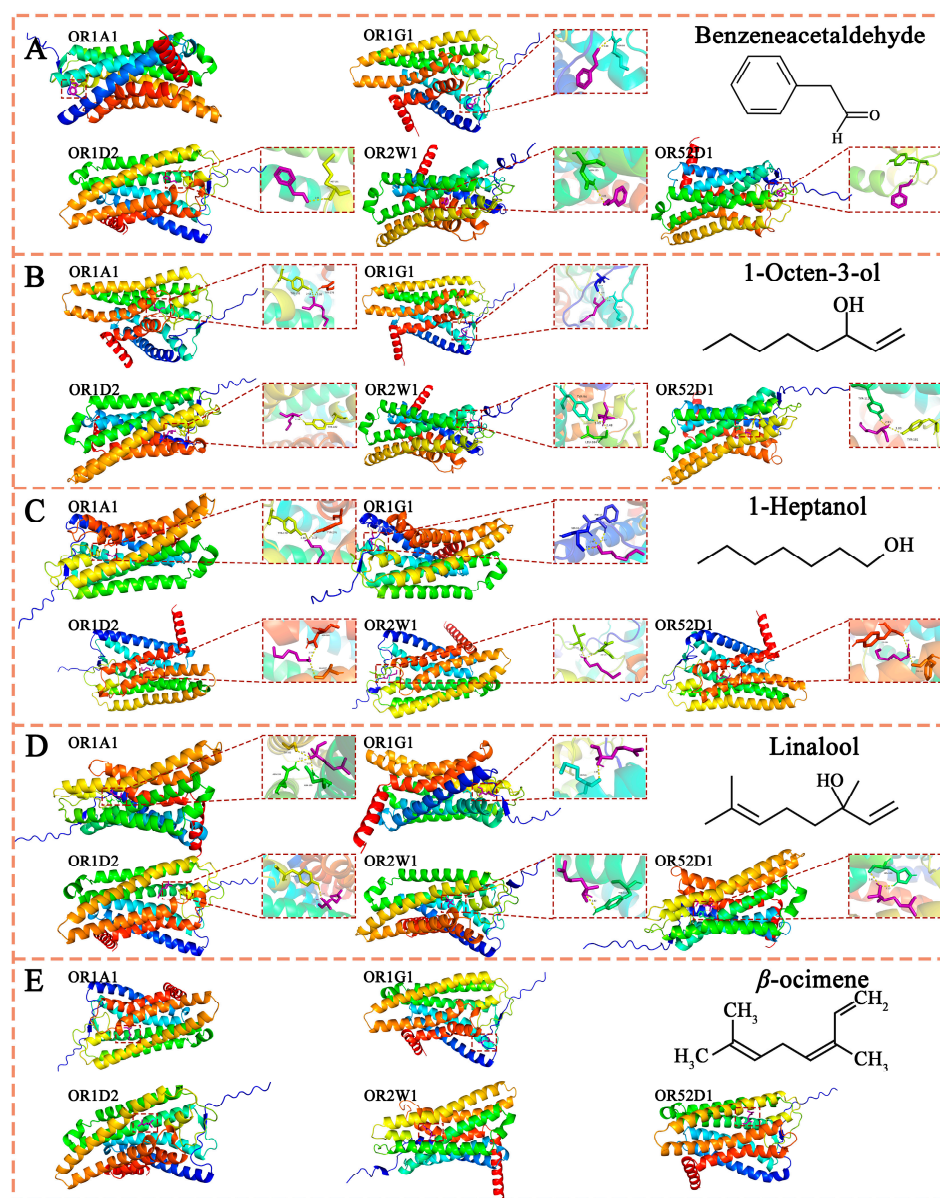 A
OR1A1
OR1G1
Benzeneacetaldehyde
O
H
OR1D2
OR2W1
OR52D1
B
OR1A1
OR1G1
1-Octen-3-ol
OH
OR1D2
OR2W1
OR52D1
C
OR1A1
OR1G1
1-Heptanol
OH
OR1D2
OR2W1
OR52D1
D
OR1A1
OR1G1
Linalool
HO
OR1D2
OR2W1
OR52D1
E
OR1A1
OR1G1
β-ocimene
CH₂
CH₃
H₃C
CH₃
OR1D2
OR2W1
OR52D1